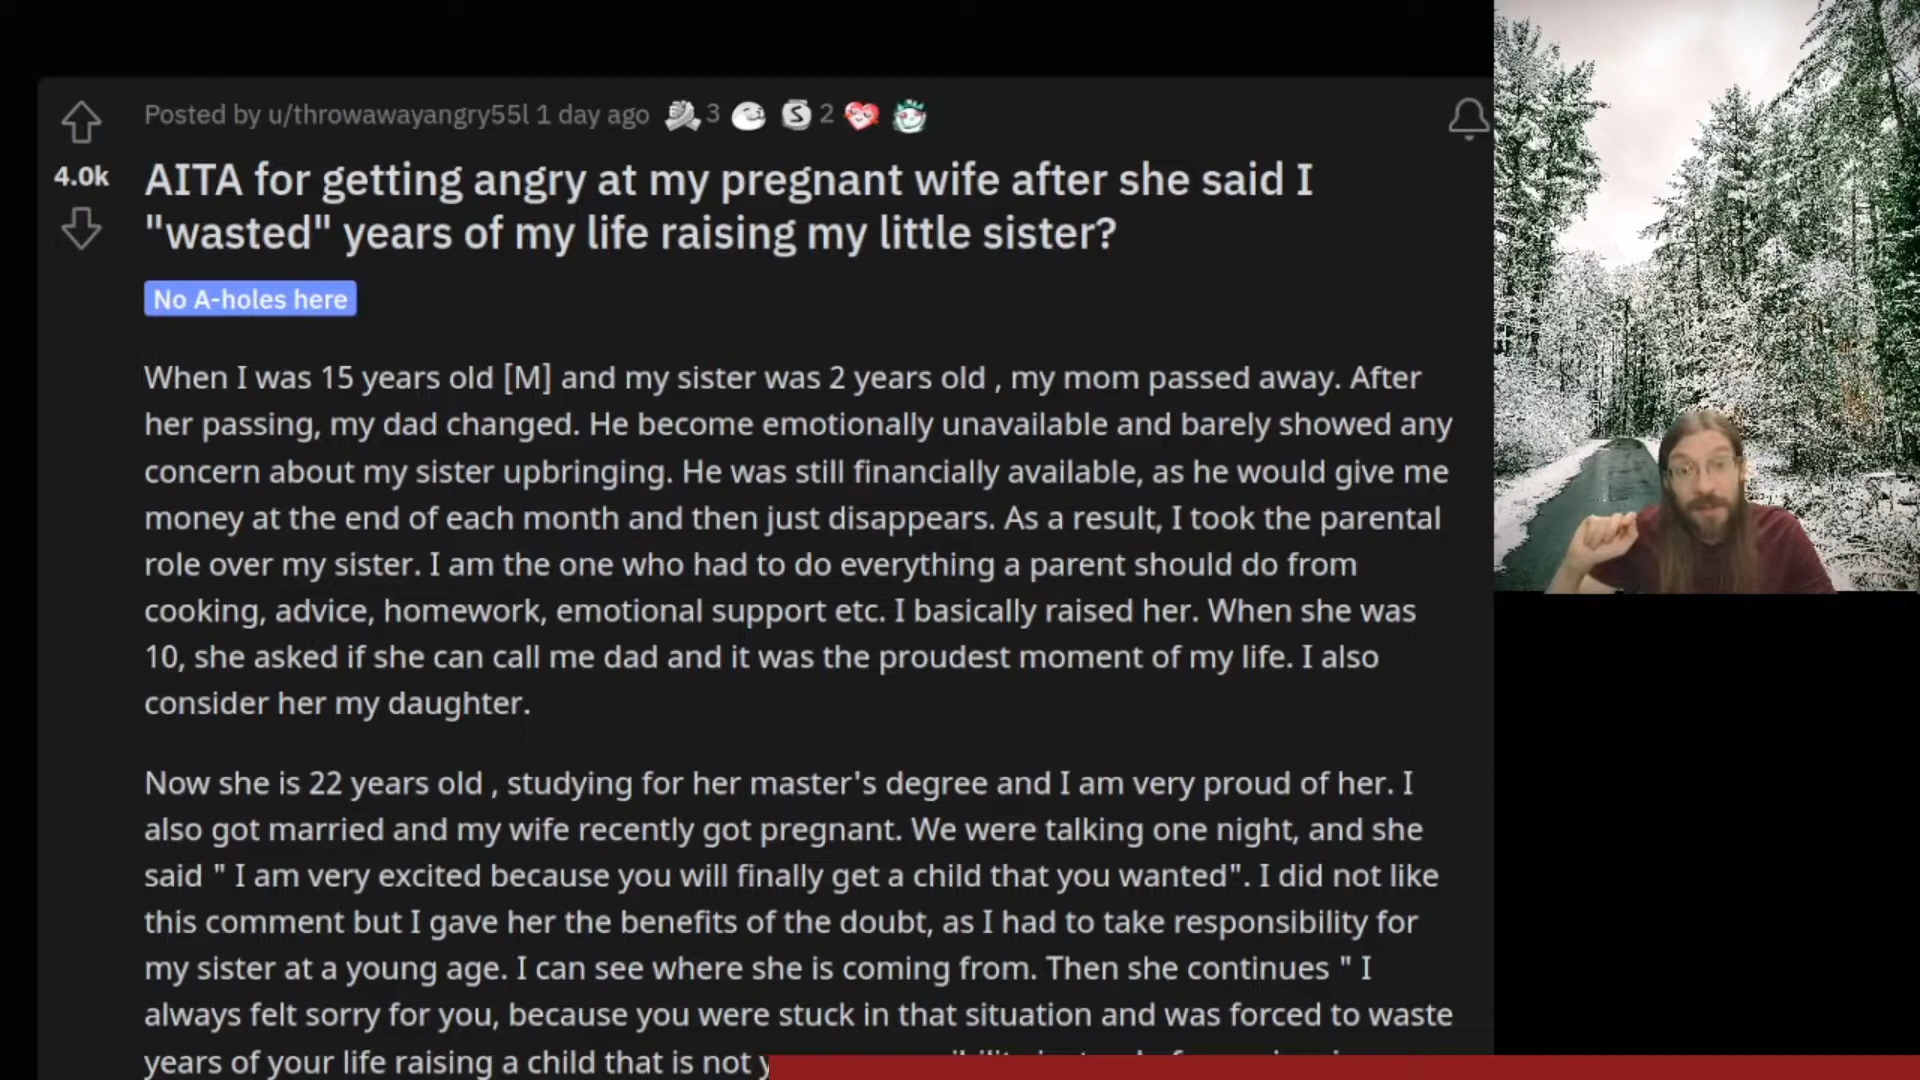 Posted by u/throwawayangry55l 1 day ago 3 2
4.0k
AITA for getting angry at my pregnant wife after she said I
"wasted" years of my life raising my little sister?
No A-holes here
When I was 15 years old [M] and my sister was 2 years old , my mom passed away. After
her passing, my dad changed. He become emotionally unavailable and barely showed any
concern about my sister upbringing. He was still financially available, as he would give me
money at the end of each month and then just disappears. As a result, I took the parental
role over my sister. I am the one who had to do everything a parent should do from
cooking, advice, homework, emotional support etc. I basically raised her. When she was
10, she asked if she can call me dad and it was the proudest moment of my life. I also
consider her my daughter.
Now she is 22 years old , studying for her master's degree and I am very proud of her. I
also got married and my wife recently got pregnant. We were talking one night, and she
said " I am very excited because you will finally get a child that you wanted". I did not like
this comment but I gave her the benefits of the doubt, as I had to take responsibility for
my sister at a young age. I can see where she is coming from. Then she continues " I
always felt sorry for you, because you were stuck in that situation and was forced to waste
years of your life raising a child that is not